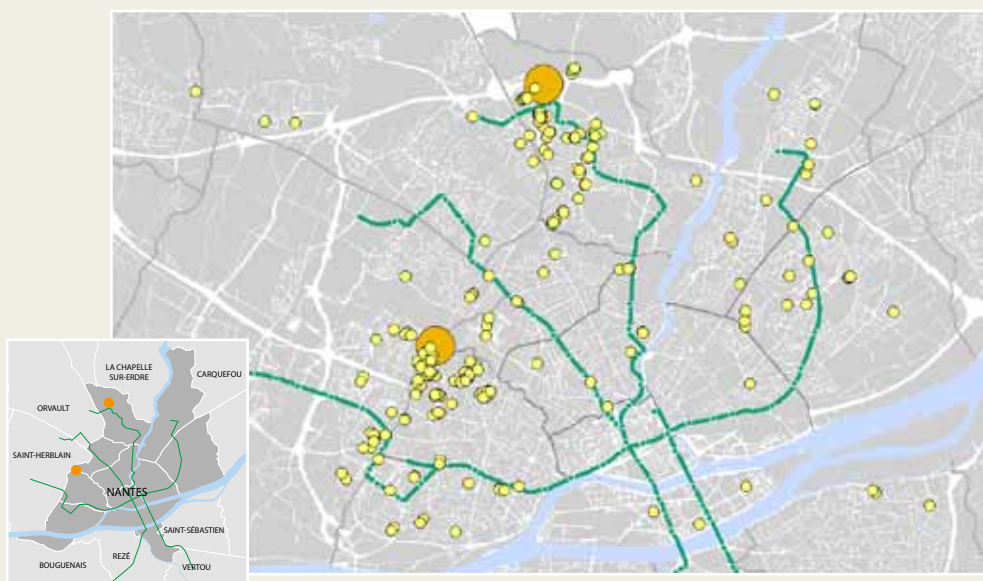 LA CHAPELLE
SUR-ERDRE
CARQUEFOU
ORVAULT
SAINT-HERBLAIN
NANTES
SAINT-SÉBASTIEN
REZÉ
BOUGUENAIS
VERTOU